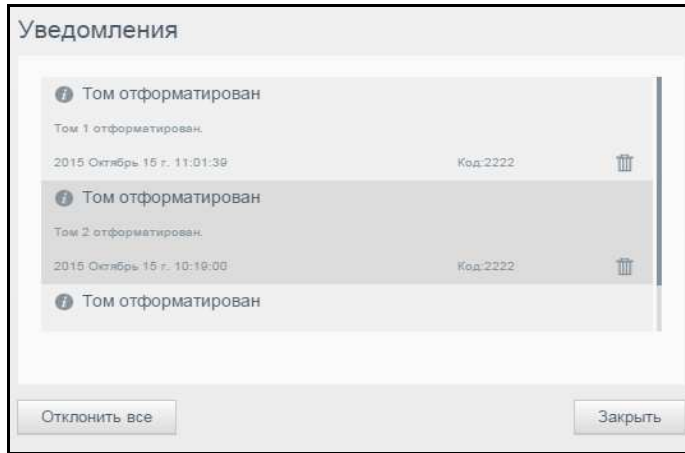 Уведомления
Том отформатирован
Том 1 отформатирован.
2015 Октябрь 15 г. 11:01:39 Код:2222
Том отформатирован
Том 2 отформатирован.
2015 Октябрь 15 г. 10:19:00 Код:2222
Том отформатирован
Отклонить все Закрыть